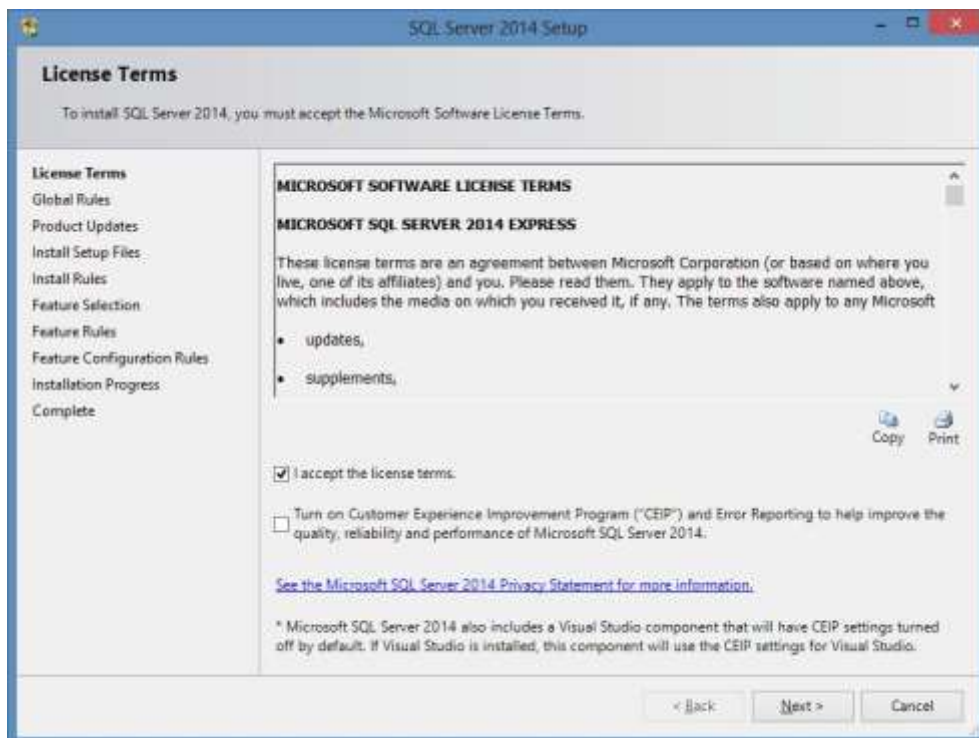 SQL Server 2014 Setup
License Terms
To install SQL Server 2014, you must accept the Microsoft Software License Terms.
License Terms
Global Rules
Product Updates
Install Setup Files
Install Rules
Feature Selection
Feature Rules
Feature Configuration Rules
Installation Progress
Complete
MICROSOFT SOFTWARE LICENSE TERMS
MICROSOFT SQL SERVER 2014 EXPRESS
These license terms are an agreement between Microsoft Corporation (or based on where you
live, one of its affiliates) and you. Please read them. They apply to the software named above,
which includes the media on which you received it, if any. The terms also apply to any Microsoft
• updates,
• supplements,
Copy Print
I accept the license terms.
Turn on Customer Experience Improvement Program ("CEIP") and Error Reporting to help improve the
quality, reliability and performance of Microsoft SQL Server 2014.
See the Microsoft SQL Server 2014 Privacy Statement for more information.
* Microsoft SQL Server 2014 also includes a Visual Studio component that will have CEIP settings turned
off by default. If Visual Studio is installed, this component will use the CEIP settings for Visual Studio.
< Back Next > Cancel